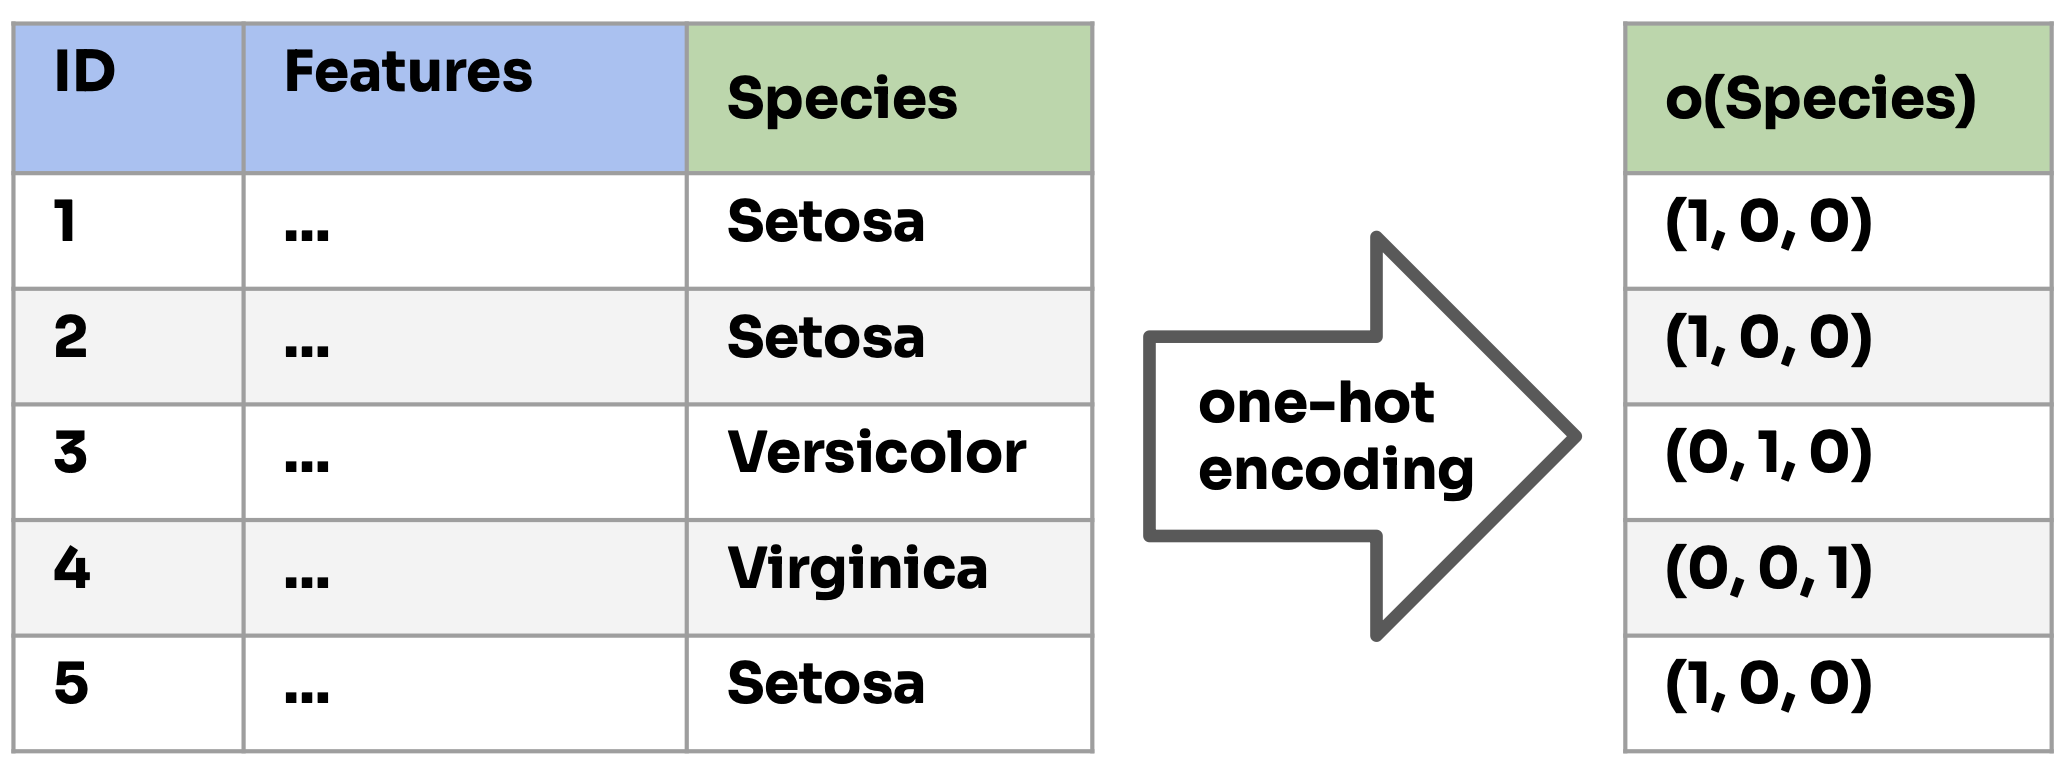 ID Features Species
1 ... Setosa
2 ... Setosa
3 ... Versicolor
4 ... Virginica
5 ... Setosa
one-hot
encoding
o(Species)
(1, 0, 0)
(1, 0, 0)
(0, 1, 0)
(0, 0, 1)
(1, 0, 0)